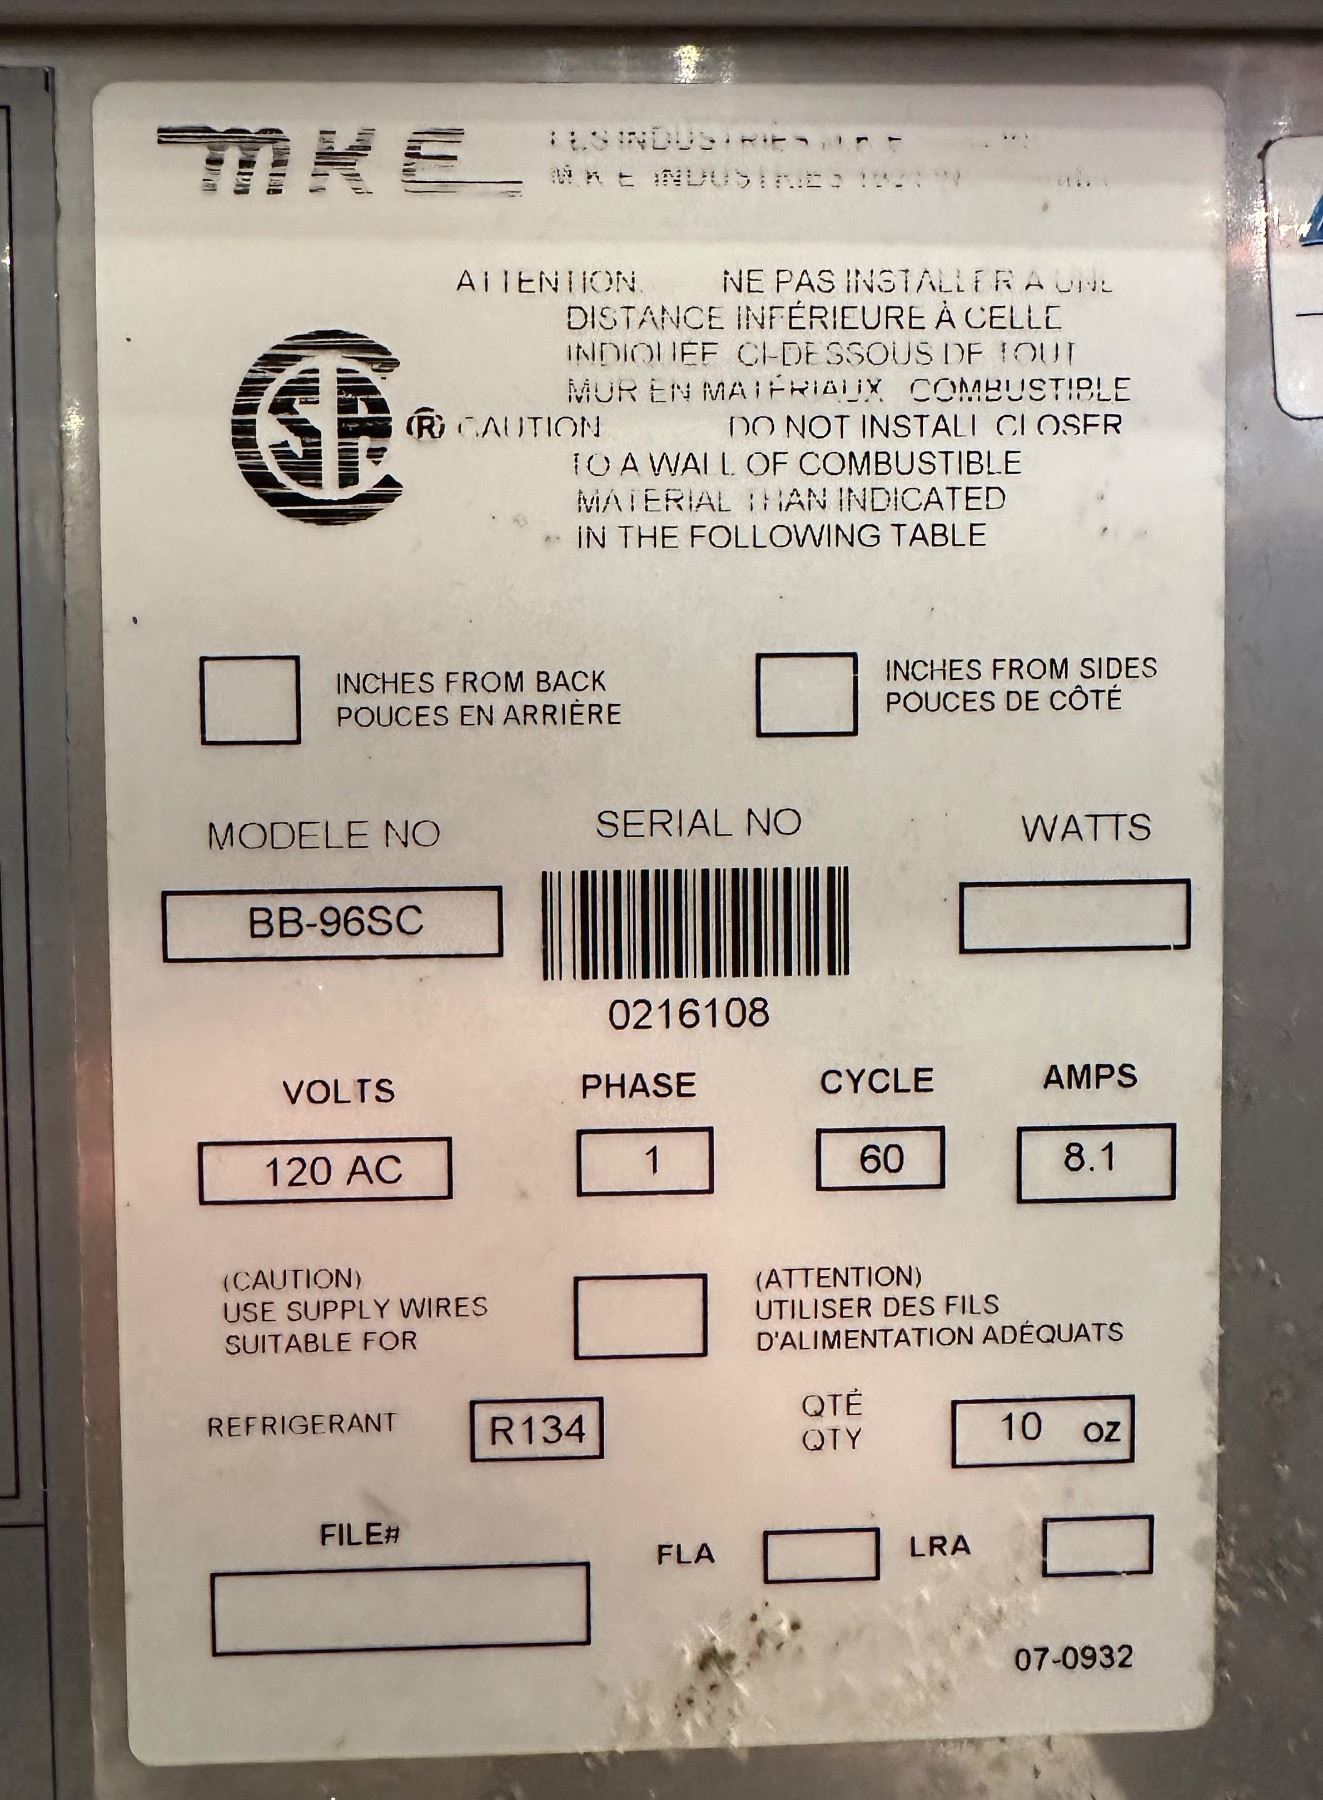 MKE
LES INDUSTRIES M K E
M K E INDUSTRIES
ATTENTION. NE PAS INSTALLER À UNE
DISTANCE INFÉRIEURE À CELLE
INDIQUÉE CI-DESSOUS DE TOUT
MUR EN MATÉRIAUX COMBUSTIBLE
CSA ® CAUTION DO NOT INSTALL CLOSER
TO A WALL OF COMBUSTIBLE
MATERIAL THAN INDICATED
IN THE FOLLOWING TABLE
INCHES FROM BACK
POUCES EN ARRIÈRE
INCHES FROM SIDES
POUCES DE CÔTÉ
MODELE NO
SERIAL NO
WATTS
BB-96SC
0216108
VOLTS
PHASE
CYCLE
AMPS
120 AC
1
60
8.1
(CAUTION)
USE SUPPLY WIRES
SUITABLE FOR
(ATTENTION)
UTILISER DES FILS
D'ALIMENTATION ADÉQUATS
REFRIGERANT
R134
QTÉ
QTY
10 oz
FILE#
FLA
LRA
07-0932